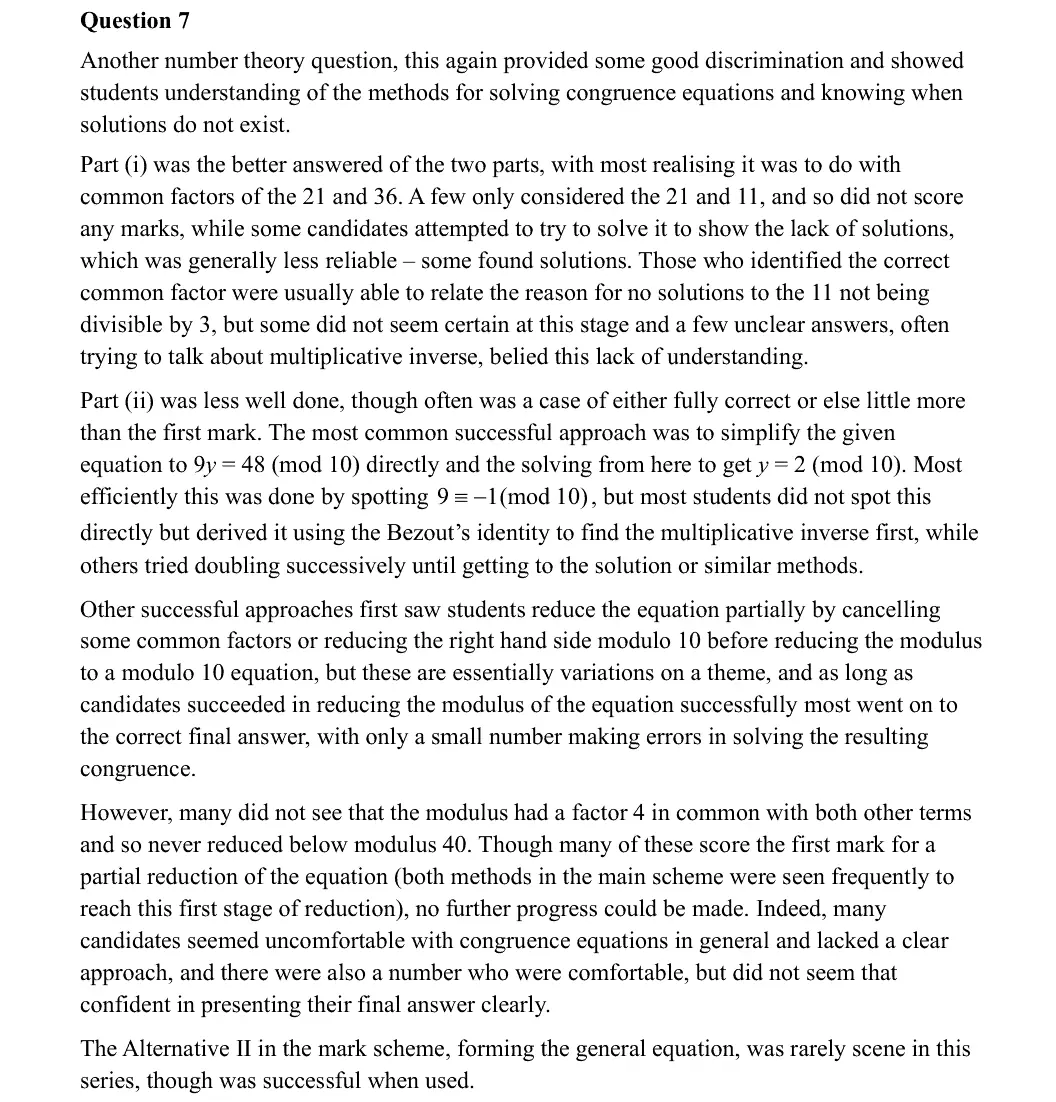 Question 7
Another number theory question, this again provided some good discrimination and showed
students understanding of the methods for solving congruence equations and knowing when
solutions do not exist.
Part (i) was the better answered of the two parts, with most realising it was to do with
common factors of the 21 and 36. A few only considered the 21 and 11, and so did not score
any marks, while some candidates attempted to try to solve it to show the lack of solutions,
which was generally less reliable – some found solutions. Those who identified the correct
common factor were usually able to relate the reason for no solutions to the 11 not being
divisible by 3, but some did not seem certain at this stage and a few unclear answers, often
trying to talk about multiplicative inverse, belied this lack of understanding.
Part (ii) was less well done, though often was a case of either fully correct or else little more
than the first mark. The most common successful approach was to simplify the given
equation to 9y = 48 (mod 10) directly and the solving from here to get y = 2 (mod 10). Most
efficiently this was done by spotting 9 ≡ −1(mod 10), but most students did not spot this
directly but derived it using the Bezout’s identity to find the multiplicative inverse first, while
others tried doubling successively until getting to the solution or similar methods.
Other successful approaches first saw students reduce the equation partially by cancelling
some common factors or reducing the right hand side modulo 10 before reducing the modulus
to a modulo 10 equation, but these are essentially variations on a theme, and as long as
candidates succeeded in reducing the modulus of the equation successfully most went on to
the correct final answer, with only a small number making errors in solving the resulting
congruence.
However, many did not see that the modulus had a factor 4 in common with both other terms
and so never reduced below modulus 40. Though many of these score the first mark for a
partial reduction of the equation (both methods in the main scheme were seen frequently to
reach this first stage of reduction), no further progress could be made. Indeed, many
candidates seemed uncomfortable with congruence equations in general and lacked a clear
approach, and there were also a number who were comfortable, but did not seem that
confident in presenting their final answer clearly.
The Alternative II in the mark scheme, forming the general equation, was rarely scene in this
series, though was successful when used.